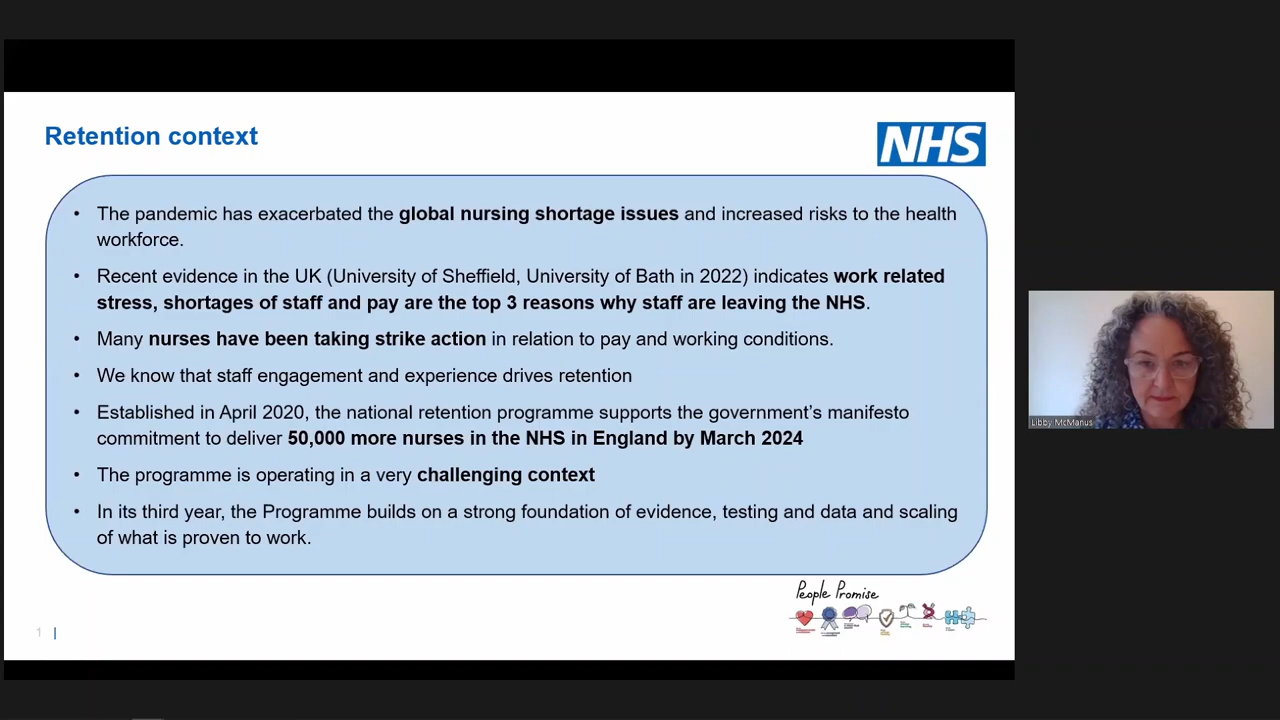 Retention context
NHS
• The pandemic has exacerbated the global nursing shortage issues and increased risks to the health
workforce.
• Recent evidence in the UK (University of Sheffield, University of Bath in 2022) indicates work related
stress, shortages of staff and pay are the top 3 reasons why staff are leaving the NHS.
• Many nurses have been taking strike action in relation to pay and working conditions.
• We know that staff engagement and experience drives retention
• Established in April 2020, the national retention programme supports the government’s manifesto
commitment to deliver 50,000 more nurses in the NHS in England by March 2024
• The programme is operating in a very challenging context
• In its third year, the Programme builds on a strong foundation of evidence, testing and data and scaling
of what is proven to work.
People Promise
1 |
Libby McManus